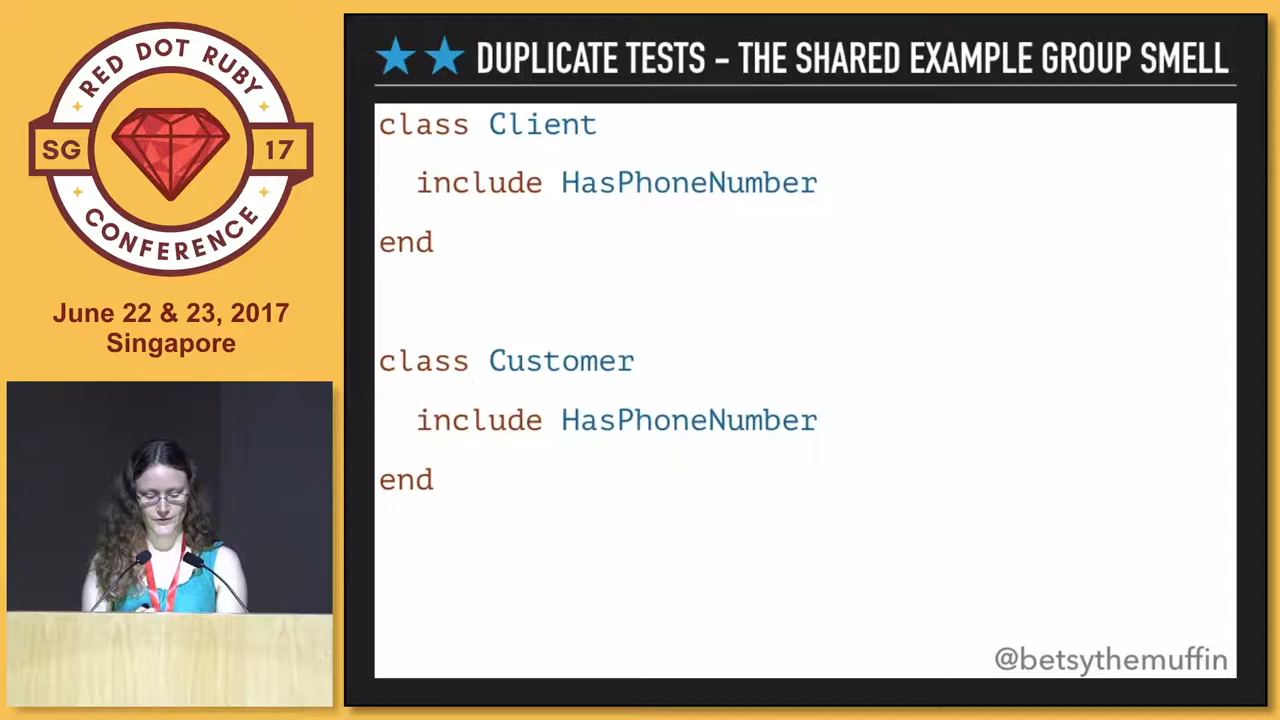 RED DOT RUBY
SG
17
CONFERENCE
June 22 & 23, 2017
Singapore
★★ DUPLICATE TESTS – THE SHARED EXAMPLE GROUP SMELL
class Client
  include HasPhoneNumber
end
class Customer
  include HasPhoneNumber
end
@betsythemuffin